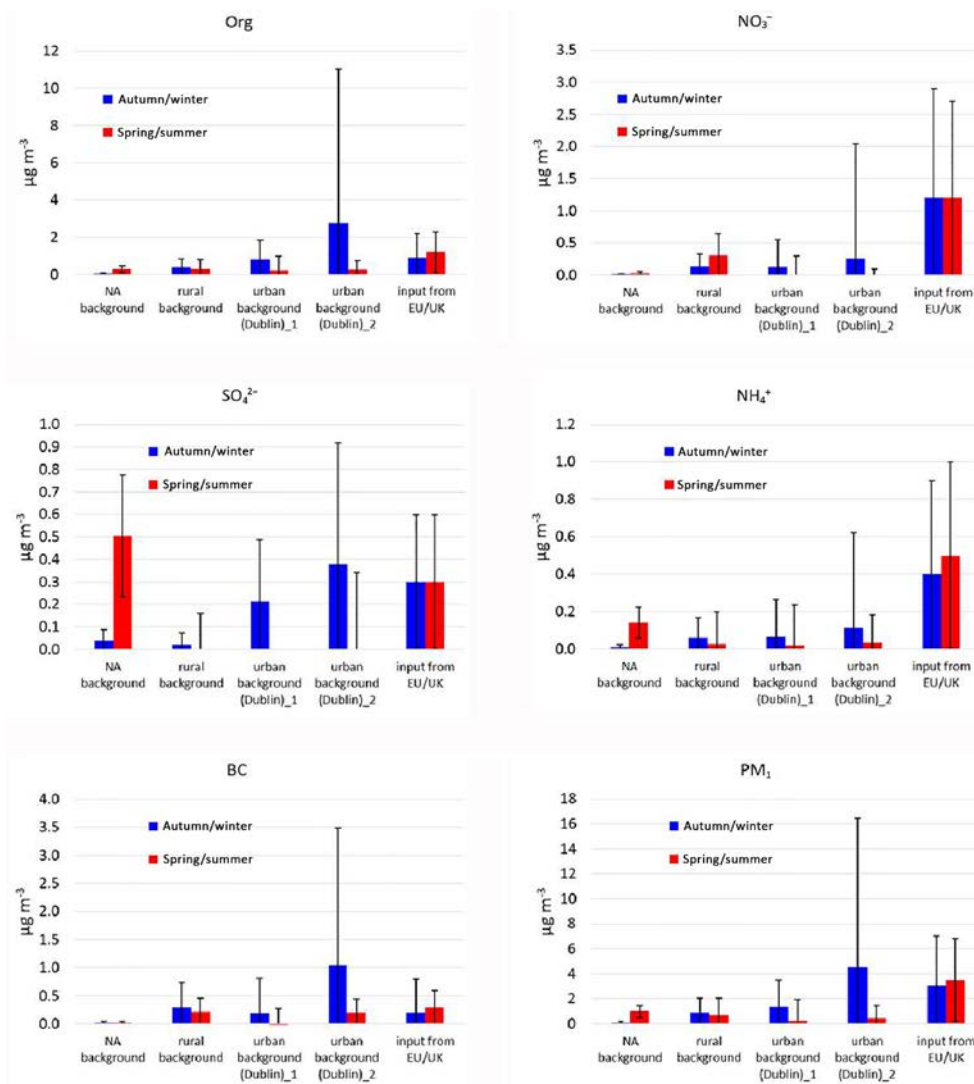 Org
12
10
8
6
4
2
0
µg m⁻³
Autumn/winter
Spring/summer
NA background
rural background
urban background (Dublin)_1
urban background (Dublin)_2
input from EU/UK
NO₃⁻
3.5
3.0
2.5
2.0
1.5
1.0
0.5
0.0
µg m⁻³
Autumn/winter
Spring/summer
NA background
rural background
urban background (Dublin)_1
urban background (Dublin)_2
input from EU/UK
SO₄²⁻
1.0
0.9
0.8
0.7
0.6
0.5
0.4
0.3
0.2
0.1
0.0
µg m⁻³
Autumn/winter
Spring/summer
NA background
rural background
urban background (Dublin)_1
urban background (Dublin)_2
input from EU/UK
NH₄⁺
1.2
1.0
0.8
0.6
0.4
0.2
0.0
µg m⁻³
Autumn/winter
Spring/summer
NA background
rural background
urban background (Dublin)_1
urban background (Dublin)_2
input from EU/UK
BC
4.0
3.5
3.0
2.5
2.0
1.5
1.0
0.5
0.0
µg m⁻³
Autumn/winter
Spring/summer
NA background
rural background
urban background (Dublin)_1
urban background (Dublin)_2
input from EU/UK
PM₁
18
16
14
12
10
8
6
4
2
0
µg m⁻³
Autumn/winter
Spring/summer
NA background
rural background
urban background (Dublin)_1
urban background (Dublin)_2
input from EU/UK